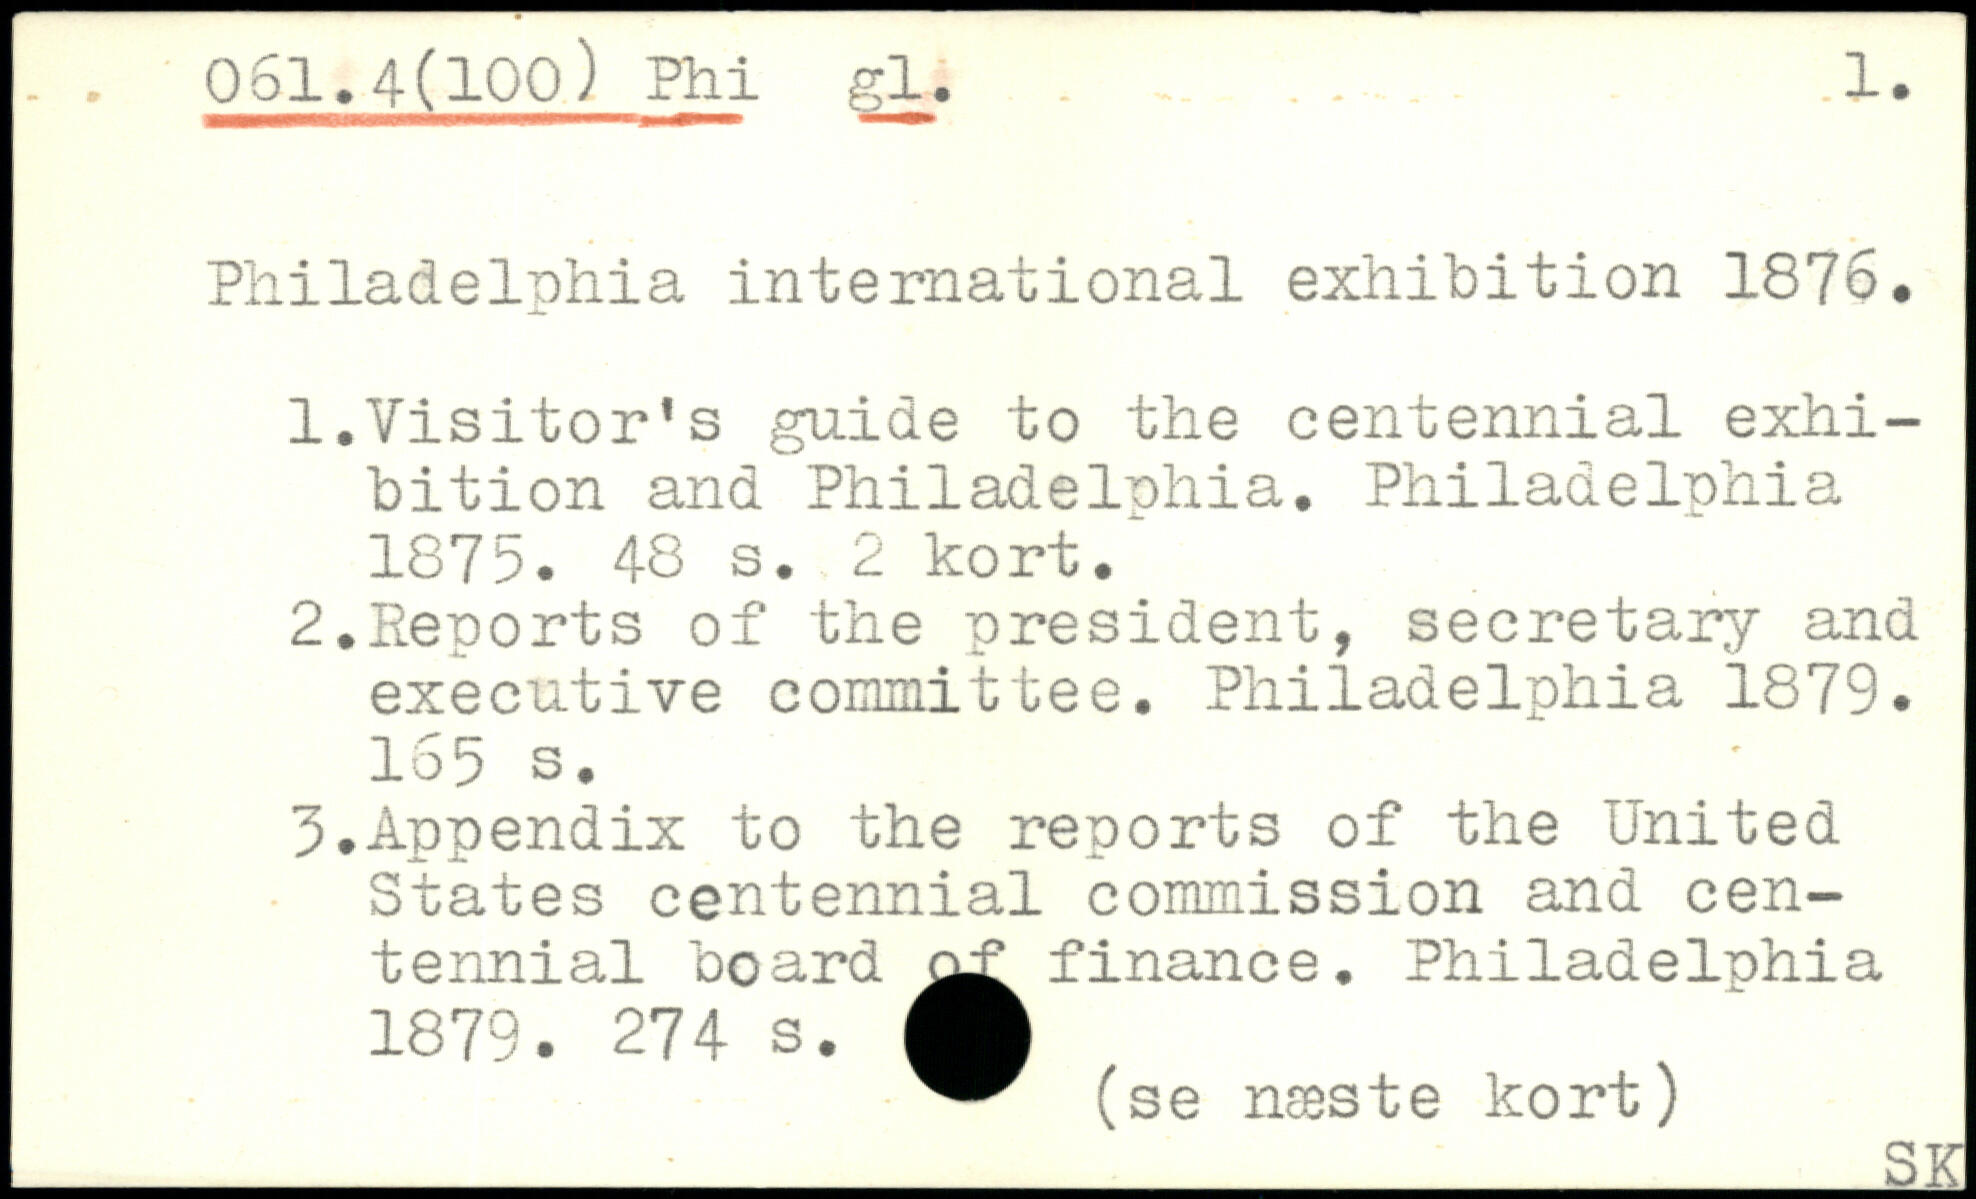 061.4(100) Phi gl. 1.
Philadelphia international exhibition 1876.
1.Visitor's guide to the centennial exhi-
bition and Philadelphia. Philadelphia
1875. 48 s. 2 kort.
2.Reports of the president, secretary and
executive committee. Philadelphia 1879.
165 s.
3.Appendix to the reports of the United
States centennial commission and cen-
tennial board of finance. Philadelphia
1879. 274 s.
(se næste kort)
SK